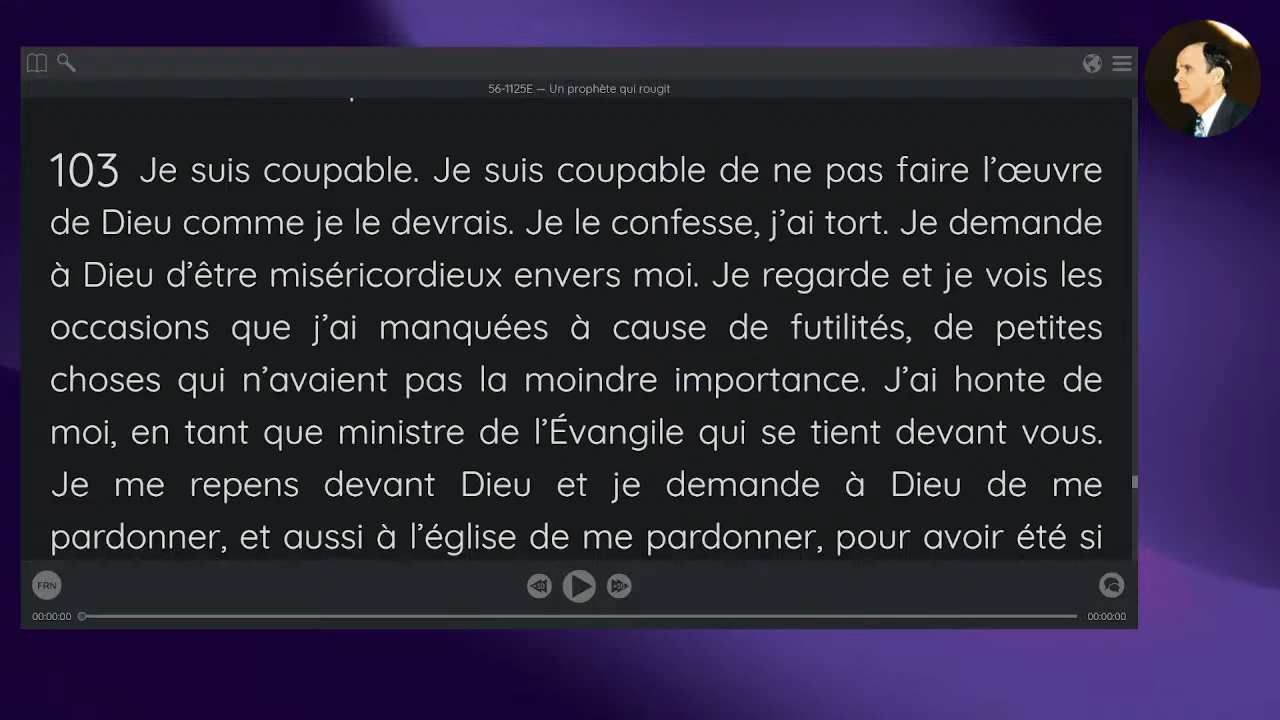 56-1125E — Un prophète qui rougit
103 Je suis coupable. Je suis coupable de ne pas faire l’œuvre
de Dieu comme je le devrais. Je le confesse, j’ai tort. Je demande
à Dieu d’être miséricordieux envers moi. Je regarde et je vois les
occasions que j’ai manquées à cause de futilités, de petites
choses qui n’avaient pas la moindre importance. J’ai honte de
moi, en tant que ministre de l’Évangile qui se tient devant vous.
Je me repens devant Dieu et je demande à Dieu de me
pardonner, et aussi à l’église de me pardonner, pour avoir été si
FRN
00:00:00
00:00:00